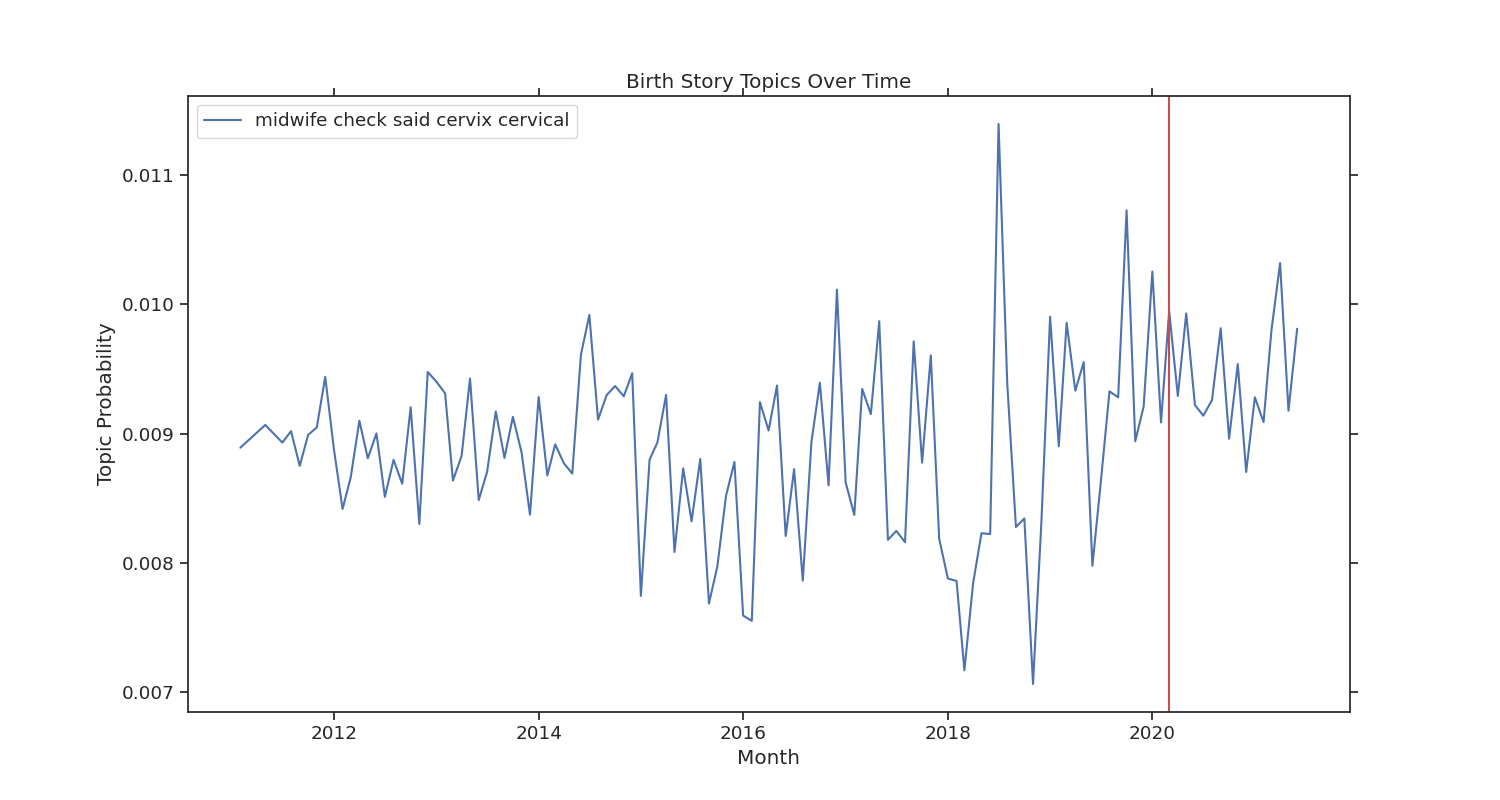 Birth Story Topics Over Time
midwife check said cervix cervical
Topic Probability
0.011
0.010
0.009
0.008
0.007
2012 2014 2016 2018 2020
Month